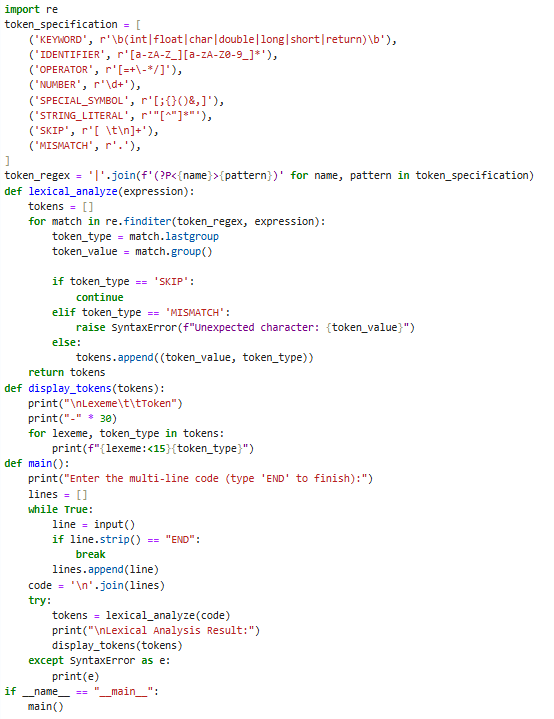 import re
token_specification = [
    ('KEYWORD', r'\b(int|float|char|double|long|short|return)\b'),
    ('IDENTIFIER', r'[a-zA-Z_][a-zA-Z0-9_]*'),
    ('OPERATOR', r'[=+\-*/]'),
    ('NUMBER', r'\d+'),
    ('SPECIAL_SYMBOL', r'[;{}()&,]'),
    ('STRING_LITERAL', r'"[^"]*"'),
    ('SKIP', r'[ \t\n]+'),
    ('MISMATCH', r'.'),
]
token_regex = '|'.join(f'(?P<{name}>{pattern})' for name, pattern in token_specification)
def lexical_analyze(expression):
    tokens = []
    for match in re.finditer(token_regex, expression):
        token_type = match.lastgroup
        token_value = match.group()

        if token_type == 'SKIP':
            continue
        elif token_type == 'MISMATCH':
            raise SyntaxError(f"Unexpected character: {token_value}")
        else:
            tokens.append((token_value, token_type))
    return tokens
def display_tokens(tokens):
    print("\nLexeme\t\tToken")
    print("-" * 30)
    for lexeme, token_type in tokens:
        print(f"{lexeme:<15}{token_type}")
def main():
    print("Enter the multi-line code (type 'END' to finish):")
    lines = []
    while True:
        line = input()
        if line.strip() == "END":
            break
        lines.append(line)
    code = '\n'.join(lines)
    try:
        tokens = lexical_analyze(code)
        print("\nLexical Analysis Result:")
        display_tokens(tokens)
    except SyntaxError as e:
        print(e)
if __name__ == "__main__":
    main()